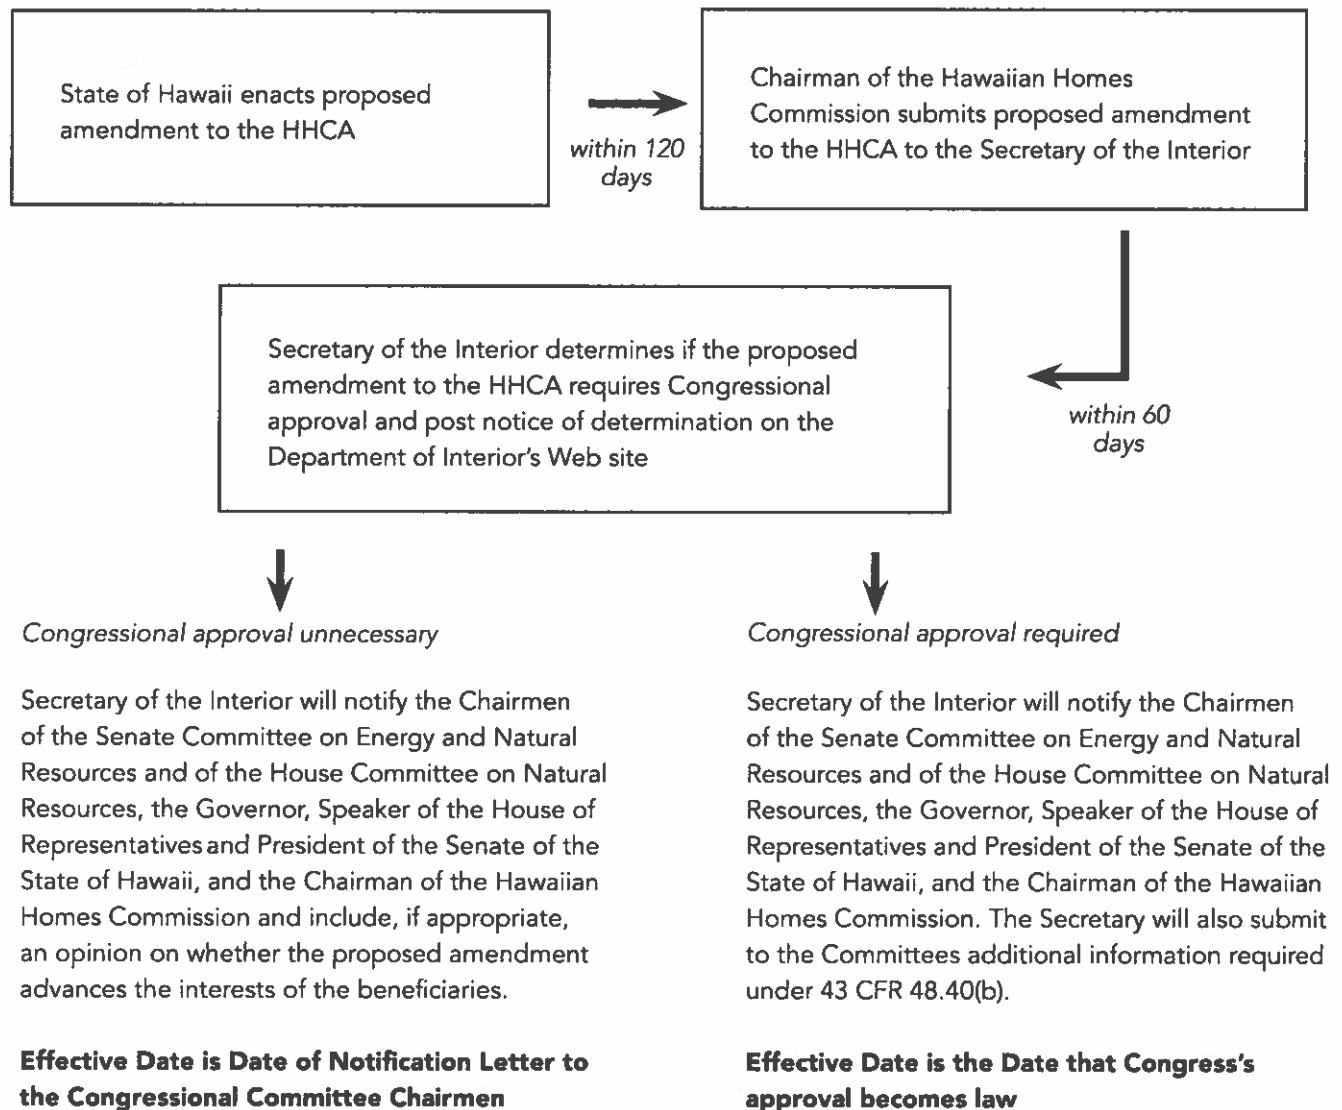 State of Hawaii enacts proposed
amendment to the HHCA
within 120
days
Chairman of the Hawaiian Homes
Commission submits proposed amendment
to the HHCA to the Secretary of the Interior
within 60
days
Secretary of the Interior determines if the proposed
amendment to the HHCA requires Congressional
approval and post notice of determination on the
Department of Interior's Web site
Congressional approval unnecessary
Secretary of the Interior will notify the Chairmen
of the Senate Committee on Energy and Natural
Resources and of the House Committee on Natural
Resources, the Governor, Speaker of the House of
Representatives and President of the Senate of the
State of Hawaii, and the Chairman of the Hawaiian
Homes Commission and include, if appropriate,
an opinion on whether the proposed amendment
advances the interests of the beneficiaries.
Effective Date is Date of Notification Letter to
the Congressional Committee Chairmen
Congressional approval required
Secretary of the Interior will notify the Chairmen
of the Senate Committee on Energy and Natural
Resources and of the House Committee on Natural
Resources, the Governor, Speaker of the House of
Representatives and President of the Senate of the
State of Hawaii, and the Chairman of the Hawaiian
Homes Commission. The Secretary will also submit
to the Committees additional information required
under 43 CFR 48.40(b).
Effective Date is the Date that Congress's
approval becomes law